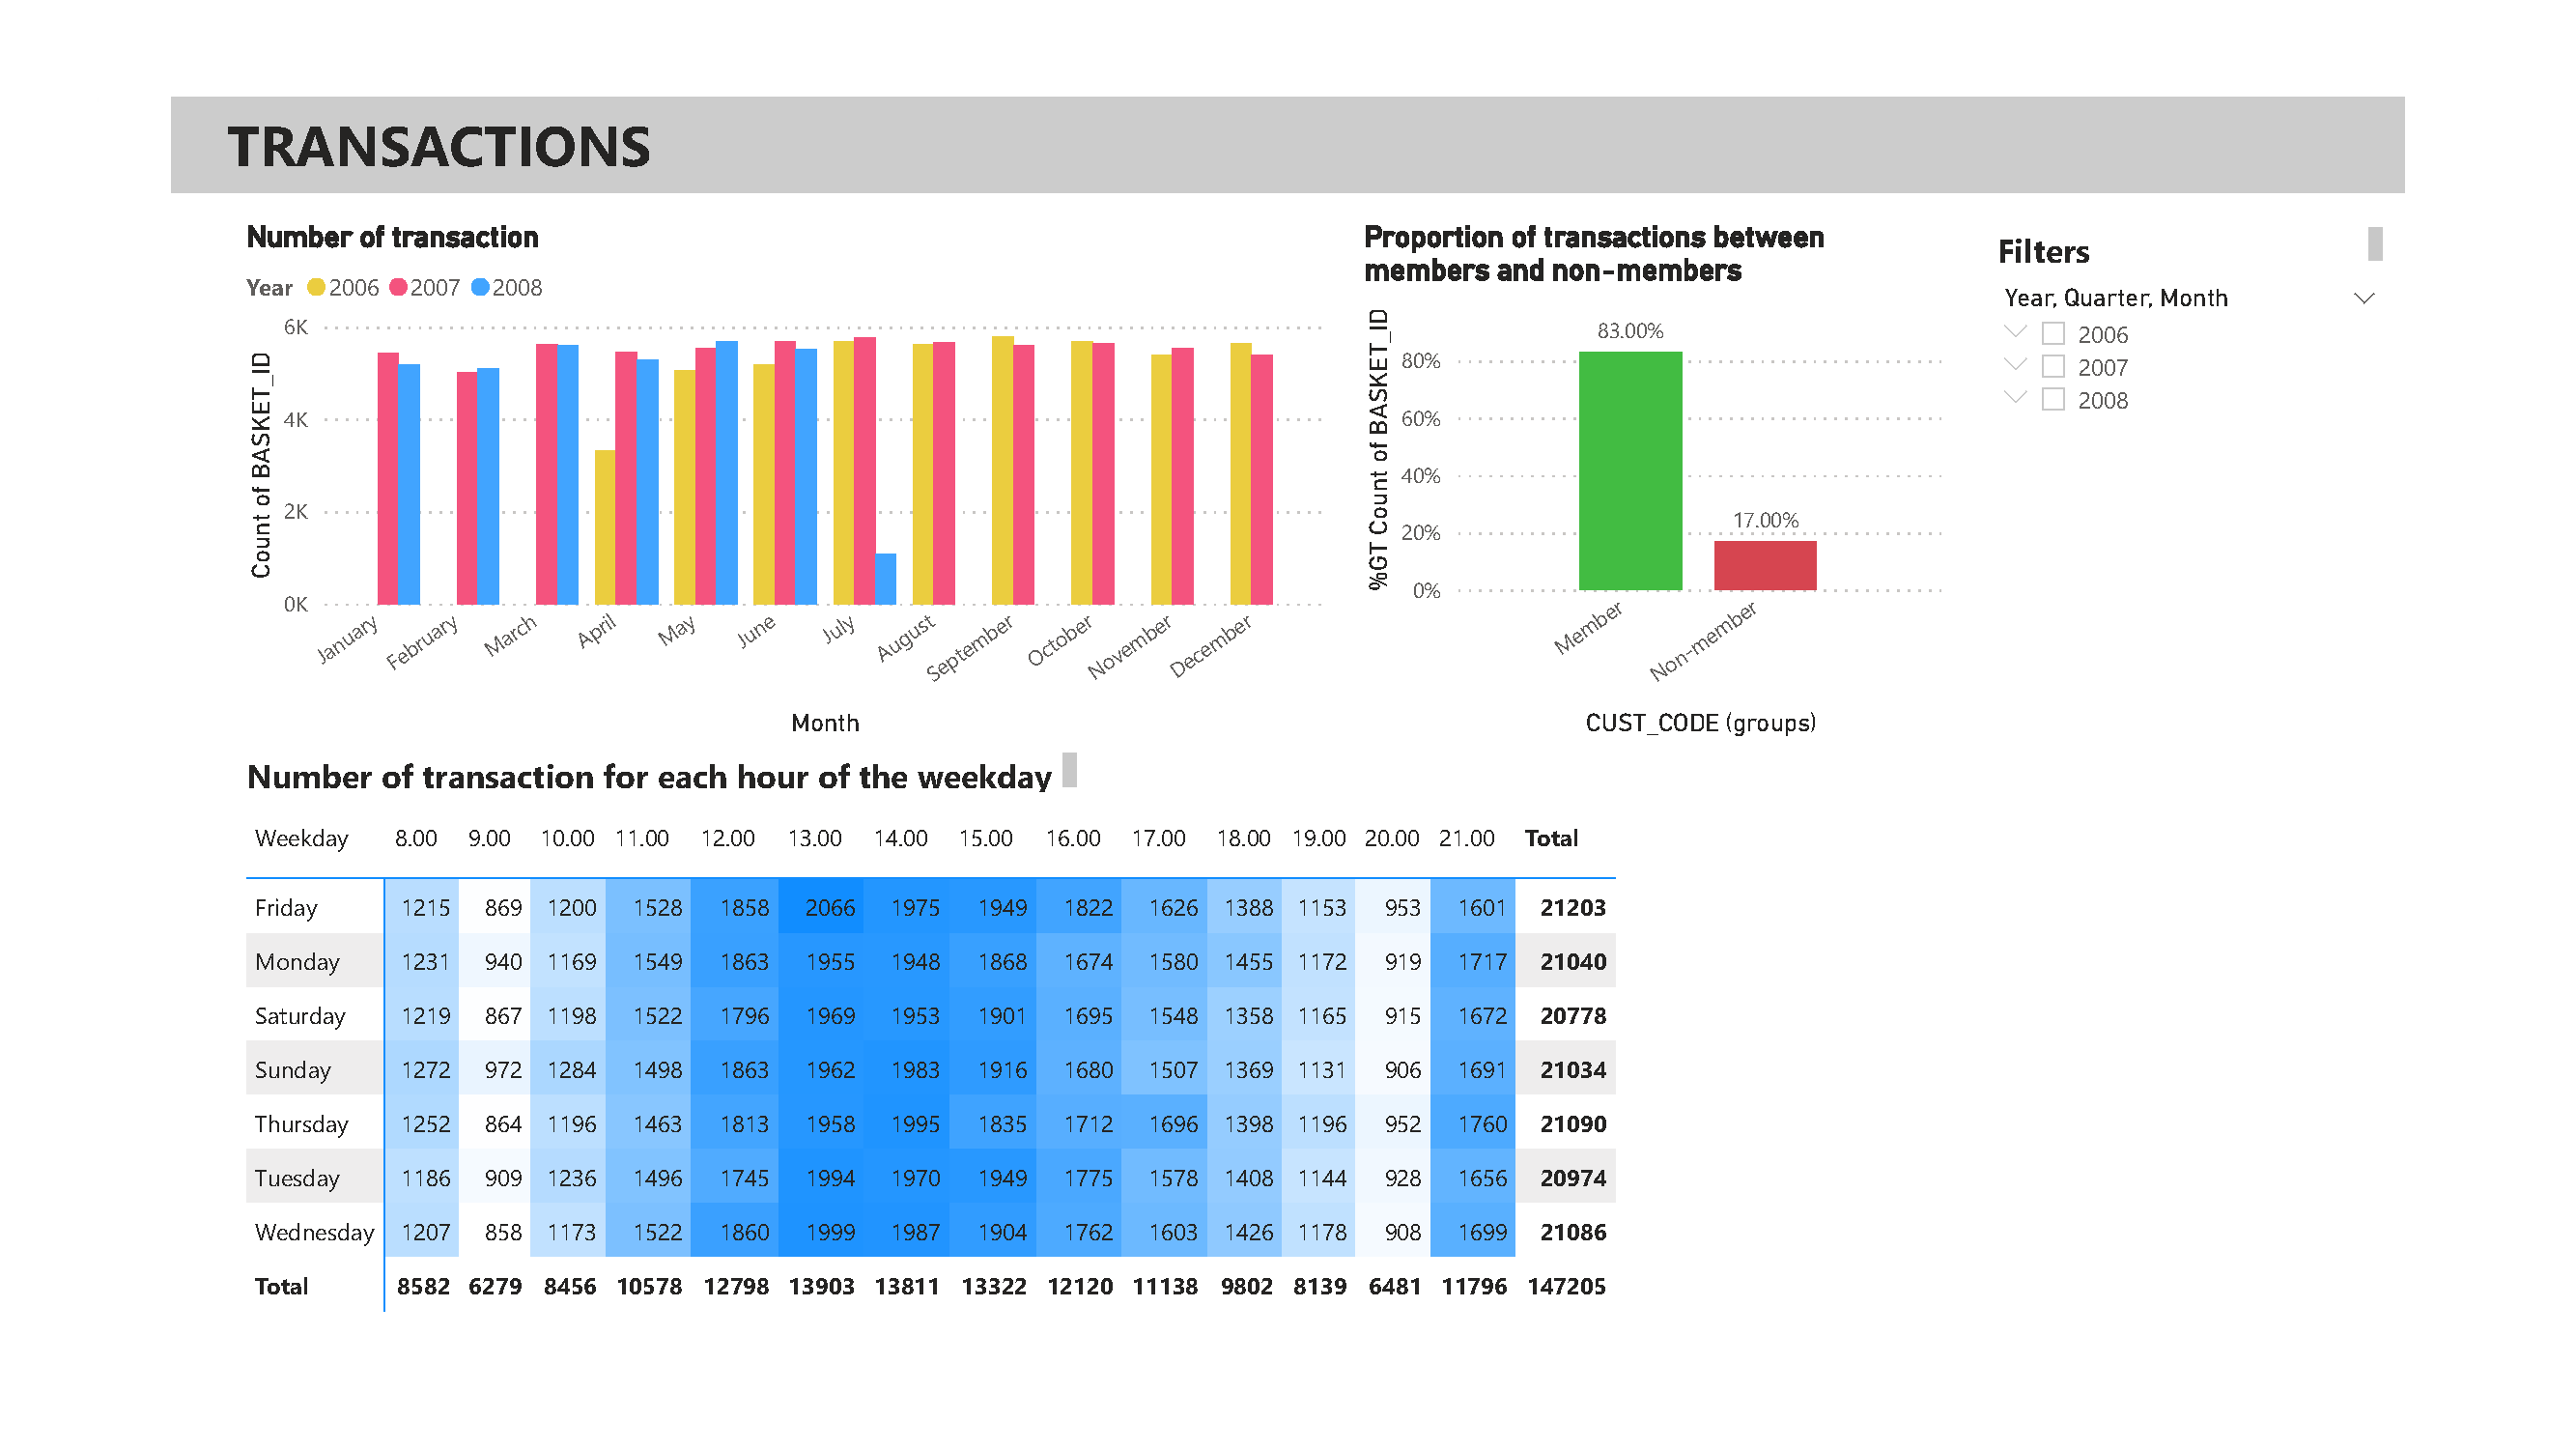 TRANSACTIONS
Number of transaction
Year 2006 2007 2008
Count of BASKET_ID
6K
4K
2K
0K
January February March April May June July August September October November December
Month
Proportion of transactions between
members and non-members
%GT Count of BASKET_ID
80%
60%
40%
20%
0%
83.00%
17.00%
Member Non-member
CUST_CODE (groups)
Filters
Year, Quarter, Month
2006
2007
2008
Number of transaction for each hour of the weekday
Weekday 8.00 9.00 10.00 11.00 12.00 13.00 14.00 15.00 16.00 17.00 18.00 19.00 20.00 21.00 Total
Friday 1215 869 1200 1528 1858 2066 1975 1949 1822 1626 1388 1153 953 1601 21203
Monday 1231 940 1169 1549 1863 1955 1948 1868 1674 1580 1455 1172 919 1717 21040
Saturday 1219 867 1198 1522 1796 1969 1953 1901 1695 1548 1358 1165 915 1672 20778
Sunday 1272 972 1284 1498 1863 1962 1983 1916 1680 1507 1369 1131 906 1691 21034
Thursday 1252 864 1196 1463 1813 1958 1995 1835 1712 1696 1398 1196 952 1760 21090
Tuesday 1186 909 1236 1496 1745 1994 1970 1949 1775 1578 1408 1144 928 1656 20974
Wednesday 1207 858 1173 1522 1860 1999 1987 1904 1762 1603 1426 1178 908 1699 21086
Total 8582 6279 8456 10578 12798 13903 13811 13322 12120 11138 9802 8139 6481 11796 147205